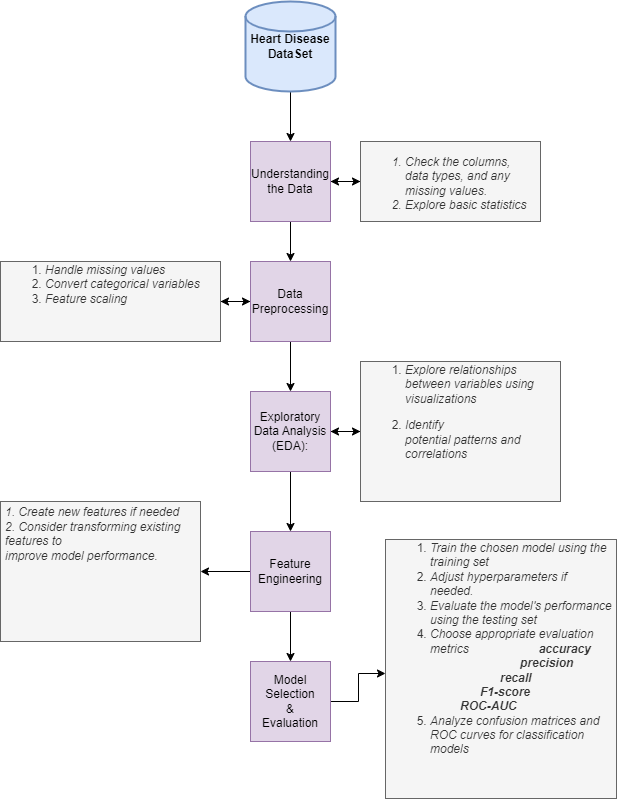 Heart Disease
DataSet
Understanding
the Data
1. Check the columns,
data types, and any
missing values.
2. Explore basic statistics
1. Handle missing values
2. Convert categorical variables
3. Feature scaling
Data
Preprocessing
1. Explore relationships
between variables using
visualizations
2. Identify
potential patterns and
correlations
Exploratory
Data Analysis
(EDA):
1. Create new features if needed
2. Consider transforming existing
features to
improve model performance.
Feature
Engineering
1. Train the chosen model using the
training set
2. Adjust hyperparameters if
needed.
3. Evaluate the model's performance
using the testing set
4. Choose appropriate evaluation
metrics accuracy
precision
recall
F1-score
ROC-AUC
5. Analyze confusion matrices and
ROC curves for classification
models
Model
Selection
&
Evaluation